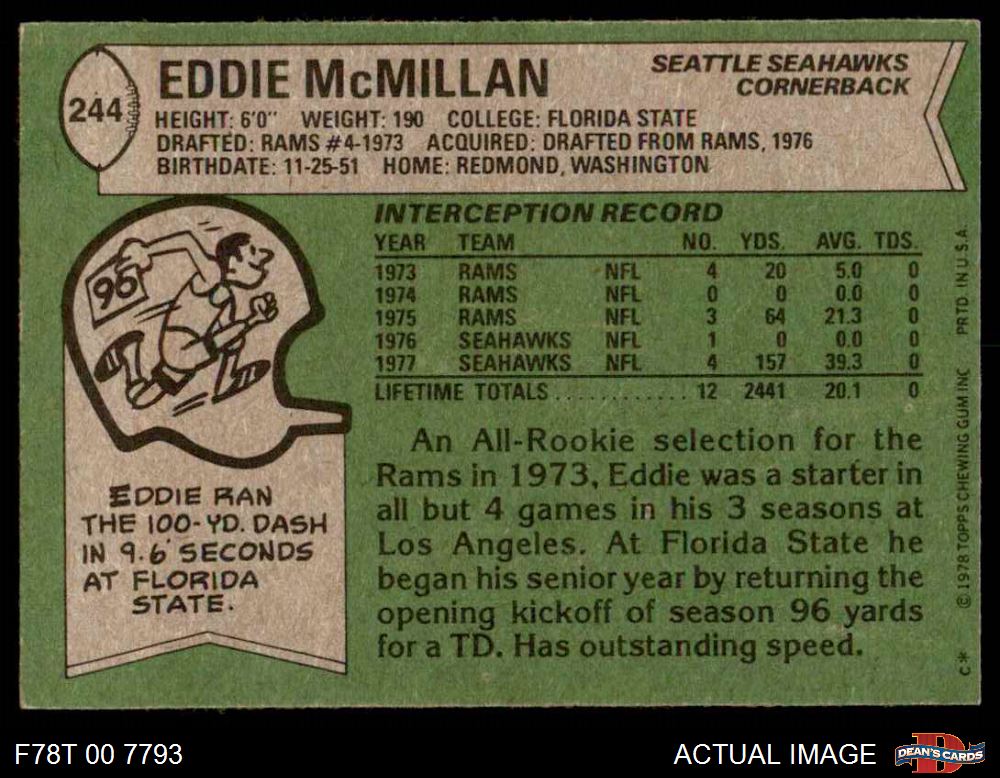 244
EDDIE McMILLAN
SEATTLE SEAHAWKS
CORNERBACK
HEIGHT: 6'0" WEIGHT: 190 COLLEGE: FLORIDA STATE
DRAFTED: RAMS #4-1973 ACQUIRED: DRAFTED FROM RAMS, 1976
BIRTHDATE: 11-25-51 HOME: REDMOND, WASHINGTON
96
EDDIE RAN
THE 100-YD. DASH
IN 9.6 SECONDS
AT FLORIDA
STATE.
INTERCEPTION RECORD
YEAR TEAM NO. YDS. AVG. TDS.
1973 RAMS NFL 4 20 5.0 0
1974 RAMS NFL 0 0 0.0 0
1975 RAMS NFL 3 64 21.3 0
1976 SEAHAWKS NFL 1 0 0.0 0
1977 SEAHAWKS NFL 4 157 39.3 0
LIFETIME TOTALS............ 12 2441 20.1 0
An All-Rookie selection for the
Rams in 1973, Eddie was a starter in
all but 4 games in his 3 seasons at
Los Angeles. At Florida State he
began his senior year by returning the
opening kickoff of season 96 yards
for a TD. Has outstanding speed.
C* © 1978 TOPPS CHEWING GUM INC PRTD. IN U.S.A.
F78T 00 7793
ACTUAL IMAGE
D
DEAN'S CARDS